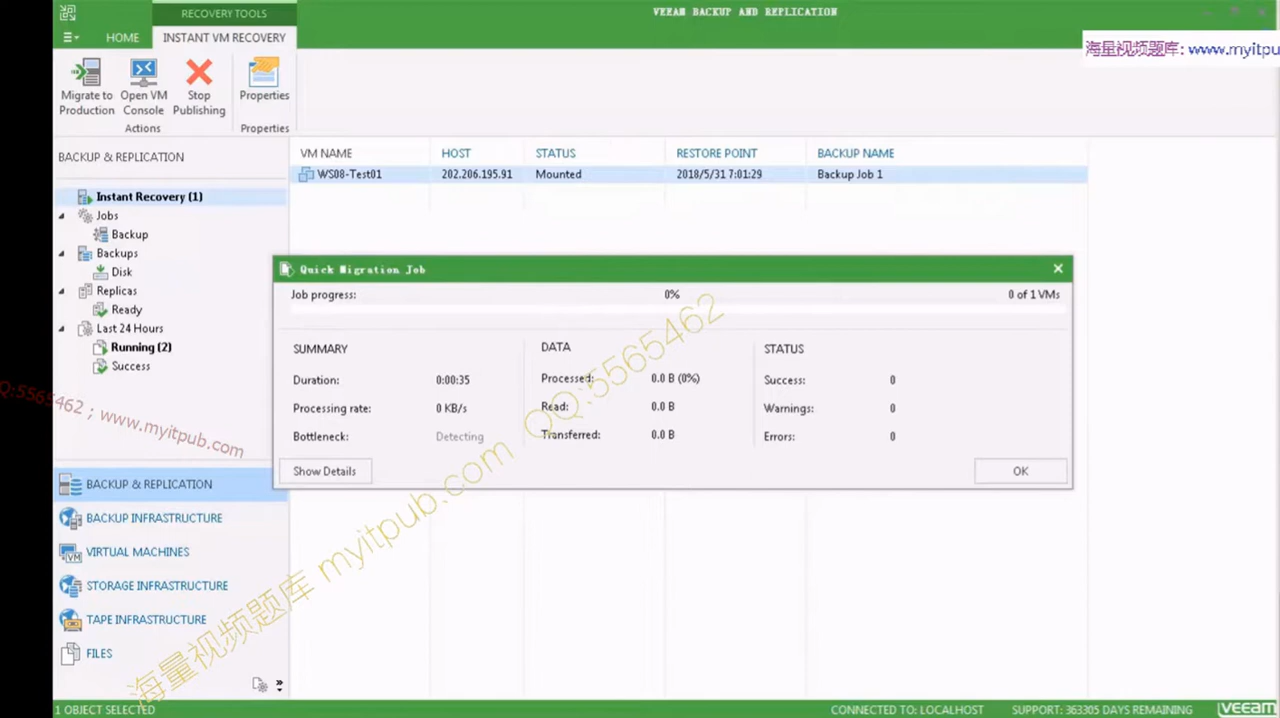 RECOVERY TOOLS
VEEAM BACKUP AND REPLICATION
HOME
INSTANT VM RECOVERY
海量视频题库: www.myitpu
Migrate to Production
Open VM Console
Stop Publishing
Properties
Actions
Properties
BACKUP & REPLICATION
Instant Recovery (1)
Jobs
Backup
Backups
Disk
Replicas
Ready
Last 24 Hours
Running (2)
Success
VM NAME HOST STATUS RESTORE POINT BACKUP NAME
WS08-Test01 202.206.195.91 Mounted 2018/5/31 7:01:29 Backup Job 1
Quick Migration Job
Job progress: 0% 0 of 1 VMs
SUMMARY DATA STATUS
Duration: 0:00:35 Processed: 0.0 B (0%) Success: 0
Processing rate: 0 KB/s Read: 0.0 B Warnings: 0
Bottleneck: Detecting Transferred: 0.0 B Errors: 0
Show Details OK
Q:5565462 ; www.myitpub.com
海量视频题库 myitpub.com QQ:5565462
BACKUP & REPLICATION
BACKUP INFRASTRUCTURE
VIRTUAL MACHINES
STORAGE INFRASTRUCTURE
TAPE INFRASTRUCTURE
FILES
1 OBJECT SELECTED
CONNECTED TO: LOCALHOST
SUPPORT: 363305 DAYS REMAINING
veeam